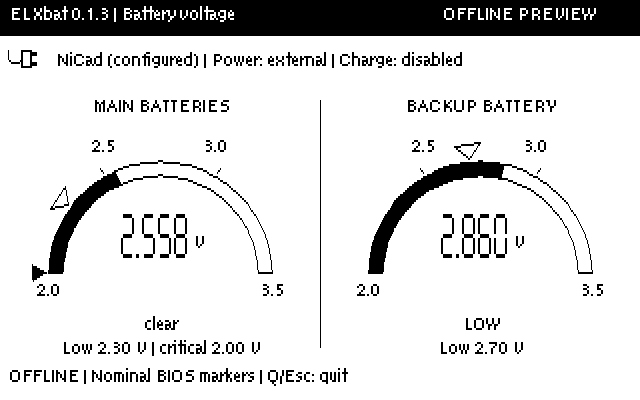 ELXbat 0.1.3 | Battery voltage OFFLINE PREVIEW
NiCad (configured) | Power: external | Charge: disabled
MAIN BATTERIES
2.5 3.0
2.558 V
2.0 3.5
clear
Low 2.30 V | critical 2.00 V
BACKUP BATTERY
2.5 3.0
2.860 V
2.0 3.5
LOW
Low 2.70 V
OFFLINE | Nominal BIOS markers | Q/Esc: quit